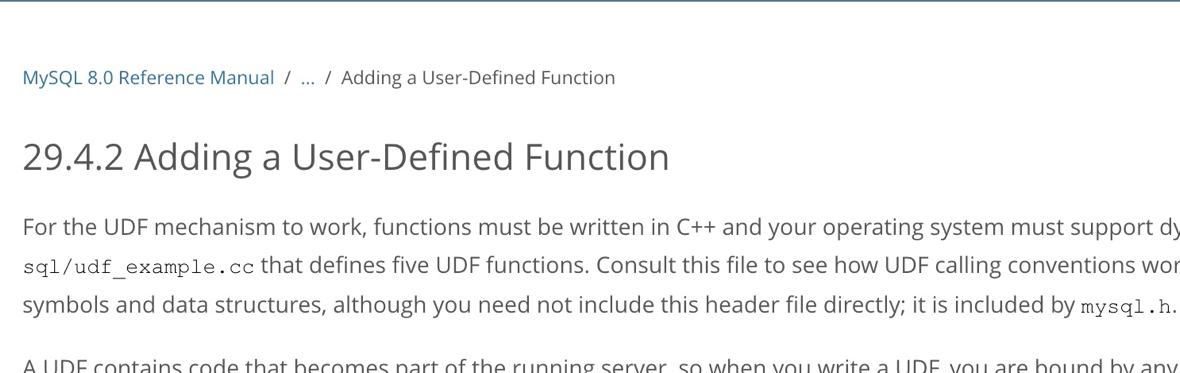 MySQL 8.0 Reference Manual / ... / Adding a User-Defined Function
29.4.2 Adding a User-Defined Function
For the UDF mechanism to work, functions must be written in C++ and your operating system must support dy
sql/udf_example.cc that defines five UDF functions. Consult this file to see how UDF calling conventions wor
symbols and data structures, although you need not include this header file directly; it is included by mysql.h.
A UDF contains code that becomes part of the running server, so when you write a UDF, you are bound by any